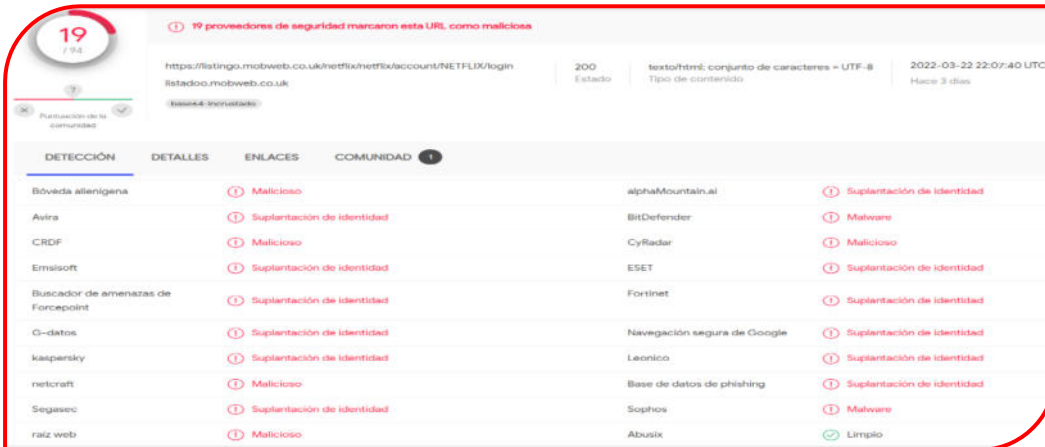 19
/ 94
?
Puntuación de la
comunidad
19 proveedores de seguridad marcaron esta URL como maliciosa
https://listingo.mobweb.co.uk/netflix/netflix/account/NETFLIX/login
listadoo.mobweb.co.uk
base64-incrustado
200
Estado
texto/html; conjunto de caracteres = UTF-8
Tipo de contenido
2022-03-22 22:07:40 UTC
Hace 3 días
DETECCIÓN DETALLES ENLACES COMUNIDAD 1
Bóveda alienígena Malicioso alphaMountain.ai Suplantación de identidad
Avira Suplantación de identidad BitDefender Malware
CRDF Malicioso CyRadar Malicioso
Emsisoft Suplantación de identidad ESET Suplantación de identidad
Buscador de amenazas de
Forcepoint Suplantación de identidad Fortinet Suplantación de identidad
G-datos Suplantación de identidad Navegación segura de Google Suplantación de identidad
kaspersky Suplantación de identidad Leonico Suplantación de identidad
netcraft Malicioso Base de datos de phishing Suplantación de identidad
Segasec Suplantación de identidad Sophos Malware
raíz web Malicioso Abusix Limpio